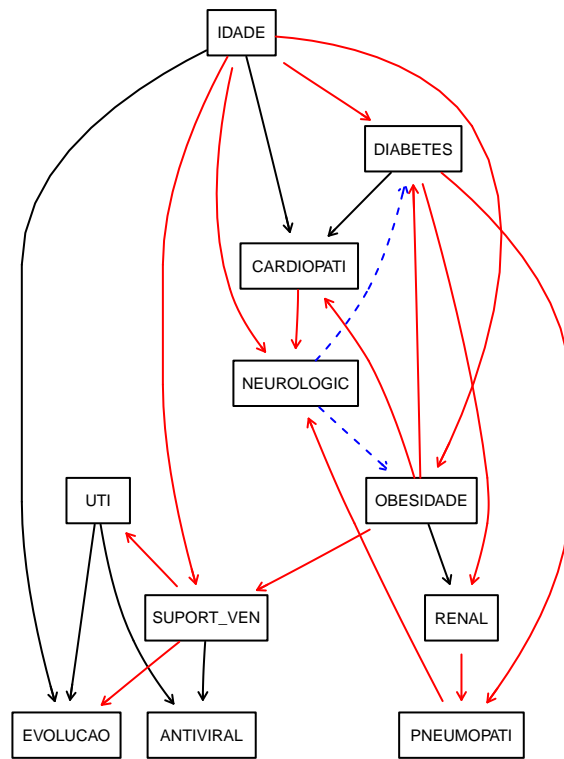 IDADE
DIABETES
CARDIOPATI
NEUROLOGIC
UTI
OBESIDADE
SUPORT_VEN
RENAL
EVOLUCAO
ANTIVIRAL
PNEUMOPATI